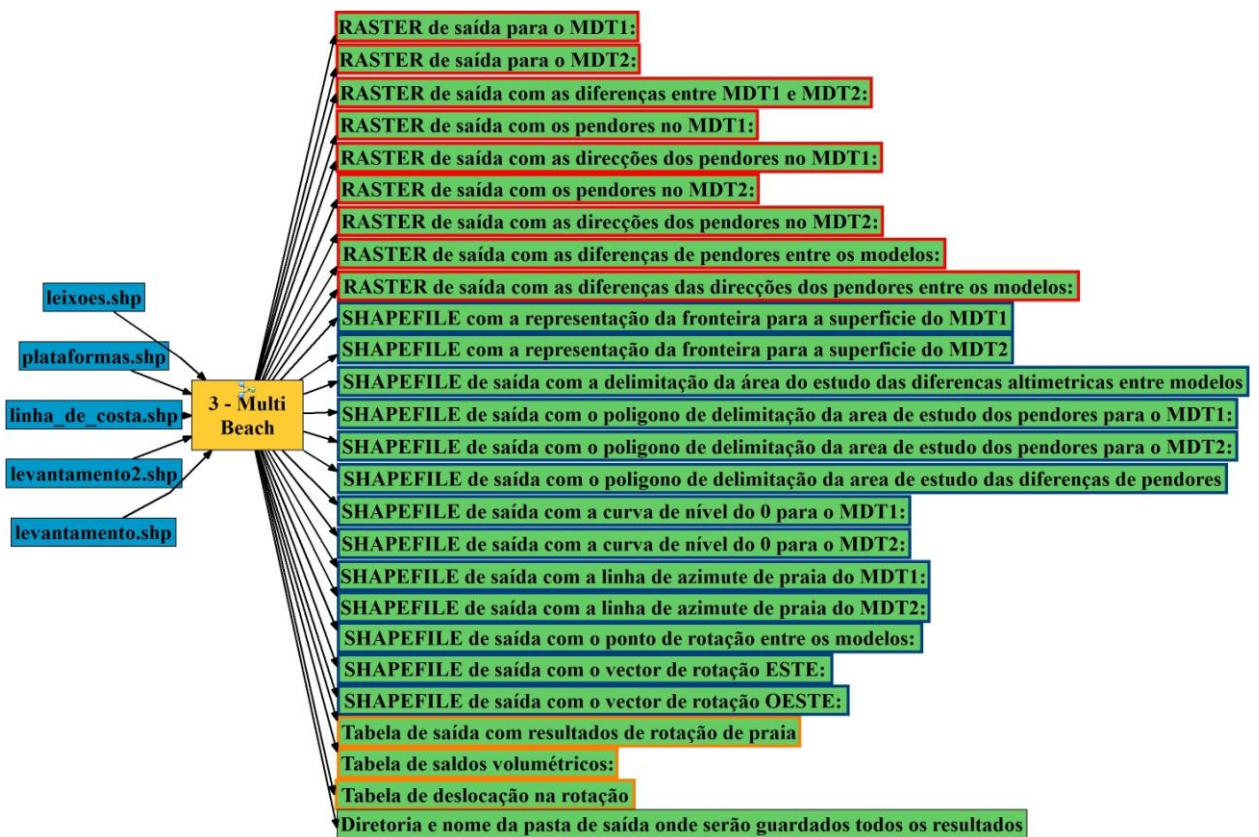 leixoes.shp
plataformas.shp
linha_de_costa.shp
levantamento2.shp
levantamento.shp
3 - Multi
Beach
RASTER de saída para o MDT1:
RASTER de saída para o MDT2:
RASTER de saída com as diferenças entre MDT1 e MDT2:
RASTER de saída com os pendores no MDT1:
RASTER de saída com as direcções dos pendores no MDT1:
RASTER de saída com os pendores no MDT2:
RASTER de saída com as direcções dos pendores no MDT2:
RASTER de saída com as diferenças de pendores entre os modelos:
RASTER de saída com as diferenças das direcções dos pendores entre os modelos:
SHAPEFILE com a representação da fronteira para a superficie do MDT1
SHAPEFILE com a representação da fronteira para a superficie do MDT2
SHAPEFILE de saída com a delimitação da área do estudo das diferencas altimetricas entre modelos
SHAPEFILE de saída com o poligono de delimitação da area de estudo dos pendores para o MDT1:
SHAPEFILE de saída com o poligono de delimitação da area de estudo dos pendores para o MDT2:
SHAPEFILE de saída com o poligono de delimitação da area de estudo das diferenças de pendores
SHAPEFILE de saída com a curva de nível do 0 para o MDT1:
SHAPEFILE de saída com a curva de nível do 0 para o MDT2:
SHAPEFILE de saída com a linha de azimute de praia do MDT1:
SHAPEFILE de saída com a linha de azimute de praia do MDT2:
SHAPEFILE de saída com o ponto de rotação entre os modelos:
SHAPEFILE de saída com o vector de rotação ESTE:
SHAPEFILE de saída com o vector de rotação OESTE:
Tabela de saída com resultados de rotação de praia
Tabela de saldos volumétricos:
Tabela de deslocação na rotação
Diretoria e nome da pasta de saída onde serão guardados todos os resultados